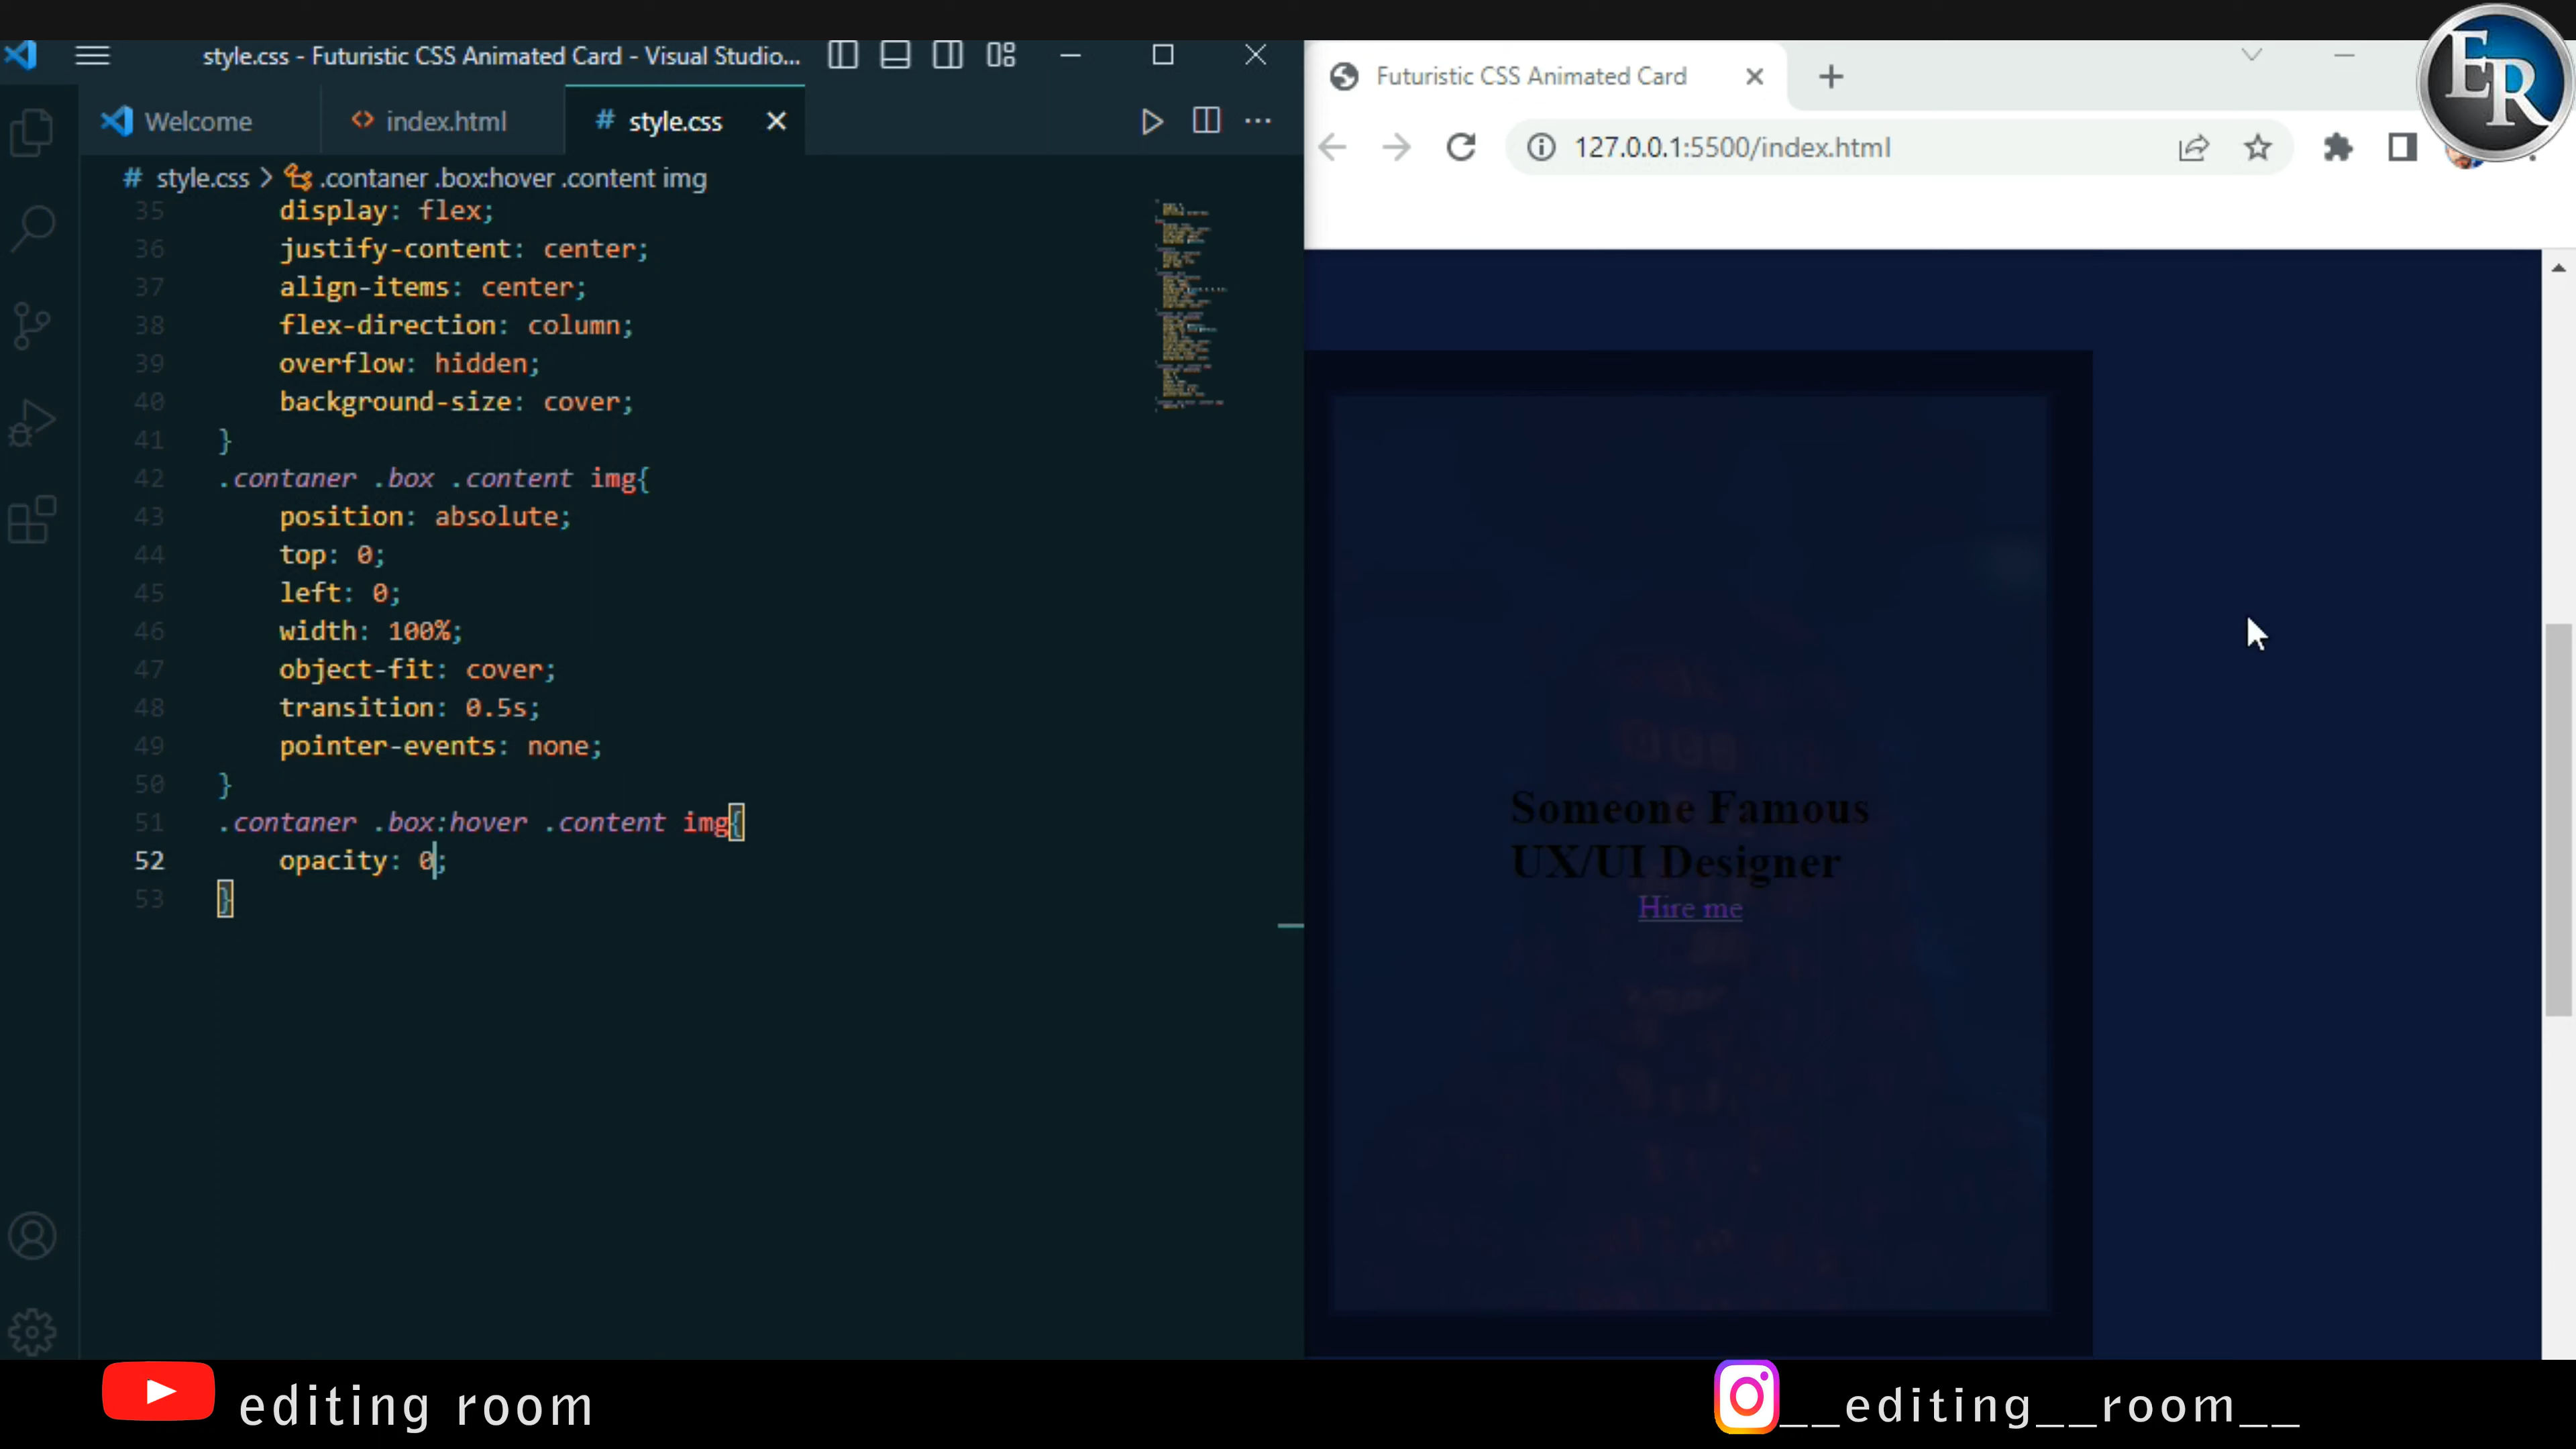 style.css - Futuristic CSS Animated Card - Visual Studio...
Welcome
index.html
# style.css
# style.css > .contaner .box:hover .content img
35 display: flex;
36 justify-content: center;
37 align-items: center;
38 flex-direction: column;
39 overflow: hidden;
40 background-size: cover;
41 }
42 .contaner .box .content img{
43 position: absolute;
44 top: 0;
45 left: 0;
46 width: 100%;
47 object-fit: cover;
48 transition: 0.5s;
49 pointer-events: none;
50 }
51 .contaner .box:hover .content img{
52 opacity: 0;
53 }
Futuristic CSS Animated Card
127.0.0.1:5500/index.html
ER
Someone Famous
UX/UI Designer
Hire me
editing room
__editing__room__